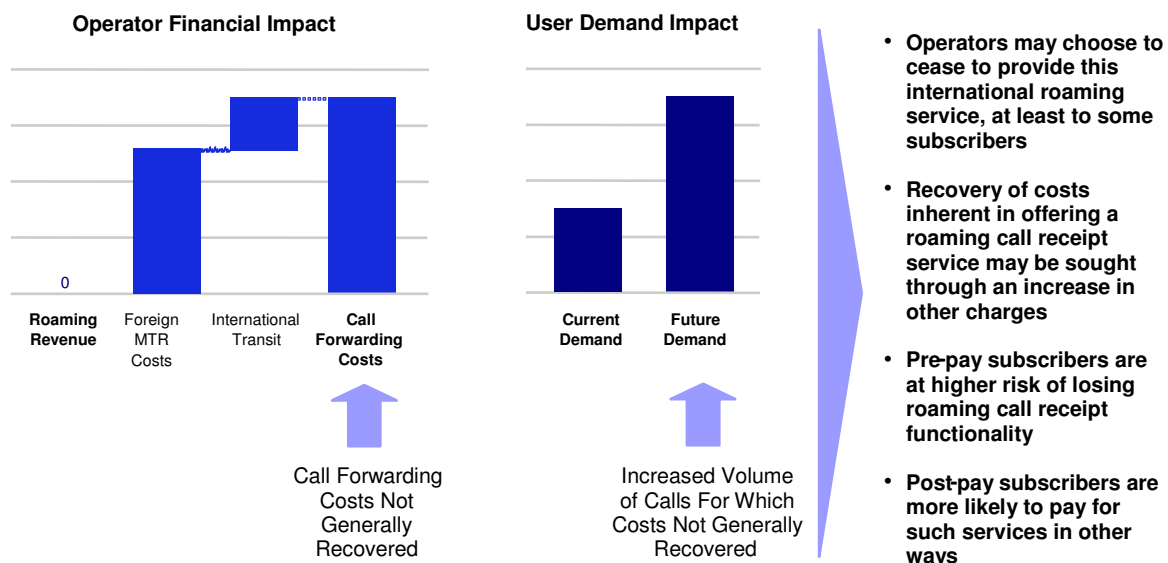 Operator Financial Impact
0
Roaming
Revenue
Foreign
MTR
Costs
International
Transit
Call
Forwarding
Costs
Call Forwarding
Costs Not
Generally
Recovered
User Demand Impact
Current
Demand
Future
Demand
Increased Volume
of Calls For Which
Costs Not Generally
Recovered
• Operators may choose to
cease to provide this
international roaming
service, at least to some
subscribers
• Recovery of costs
inherent in offering a
roaming call receipt
service may be sought
through an increase in
other charges
• Pre-pay subscribers are
at higher risk of losing
roaming call receipt
functionality
• Post-pay subscribers are
more likely to pay for
such services in other
ways